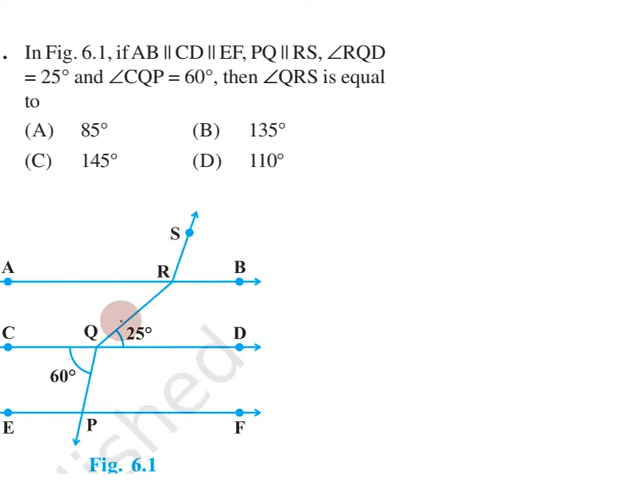 . In Fig. 6.1, if AB || CD || EF, PQ || RS, ∠RQD
= 25° and ∠CQP = 60°, then ∠QRS is equal
to
(A) 85° (B) 135°
(C) 145° (D) 110°
S
A R B
C Q 25° D
60°
E P F
Fig. 6.1